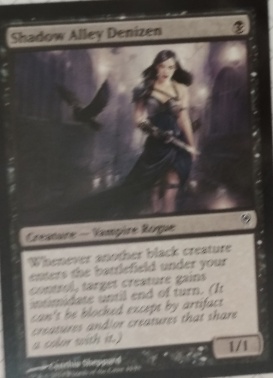 Shadow Alley Denizen
Creature — Vampire Rogue
Whenever another black creature
enters the battlefield under your
control, target creature gains
intimidate until end of turn. (It
can't be blocked except by artifact
creatures and/or creatures that share
a color with it.)
1/1
Cynthia Sheppard